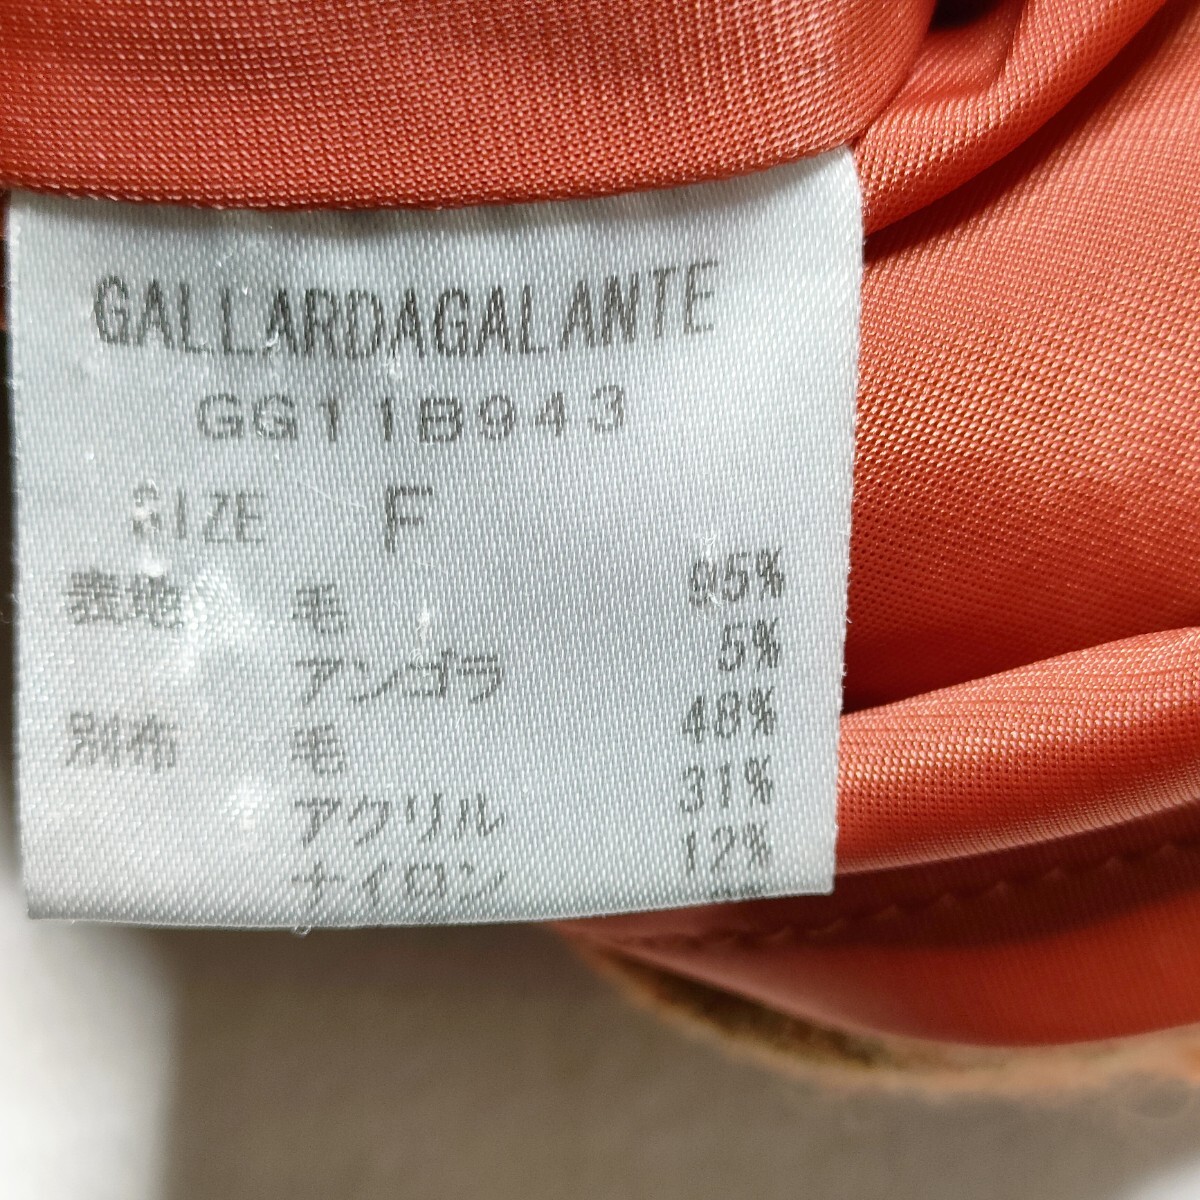 GALLARDAGALANTE
GG11B943
SIZE F
表地 毛 95%
アンゴラ 5%
別布 毛 48%
アクリル 31%
ナイロン 12%